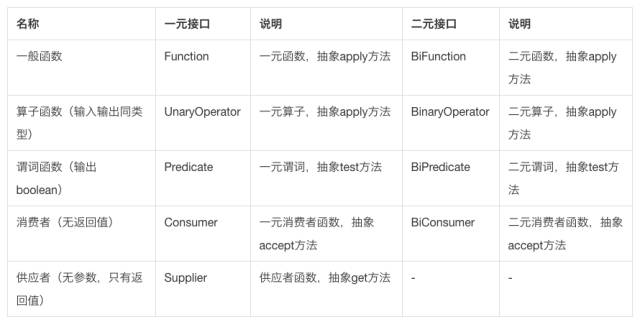 名称 一元接口 说明 二元接口 说明
一般函数 Function 一元函数，抽象apply方法 BiFunction 二元函数，抽象apply
方法
算子函数（输入输出同类 UnaryOperator 一元算子，抽象apply方法 BinaryOperator 二元算子，抽象apply
型） 方法
谓词函数（输出 Predicate 一元谓词，抽象test方法 BiPredicate 二元谓词，抽象test方
boolean） 法
消费者（无返回值） Consumer 一元消费者函数，抽象 BiConsumer 二元消费者函数，抽象
accept方法 accept方法
供应者（无参数，只有返 Supplier 供应者函数，抽象get方法 - -
回值）